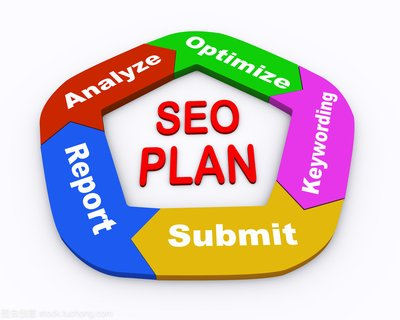 Analyze
Optimize
Keywording
Submit
Report
SEO
PLAN